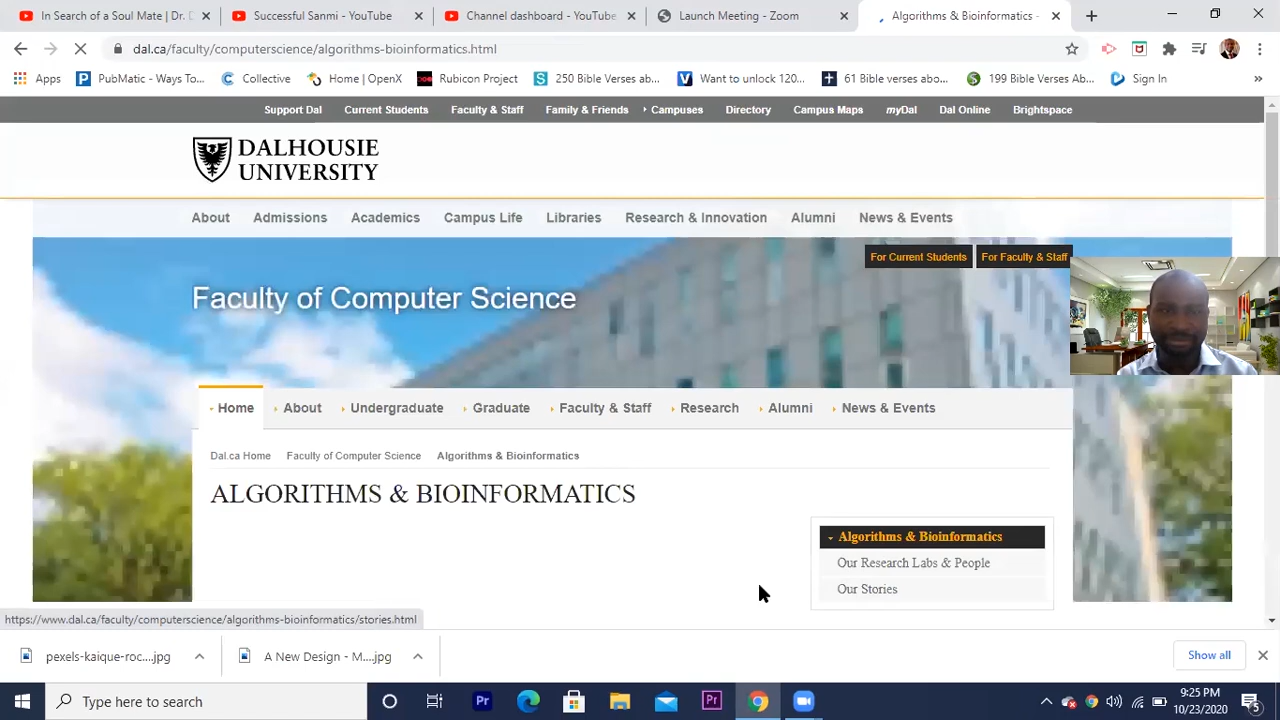 In Search of a Soul Mate | Dr. D
Successful Sanmi - YouTube
Channel dashboard - YouTube
Launch Meeting - Zoom
Algorithms & Bioinformatics -
dal.ca/faculty/computerscience/algorithms-bioinformatics.html
Apps
PubMatic - Ways To...
Collective
Home | OpenX
Rubicon Project
250 Bible Verses ab...
Want to unlock 120...
61 Bible verses abo...
199 Bible Verses Ab...
Sign In
Support Dal
Current Students
Faculty & Staff
Family & Friends
Campuses
Directory
Campus Maps
myDal
Dal Online
Brightspace
DALHOUSIE
UNIVERSITY
About
Admissions
Academics
Campus Life
Libraries
Research & Innovation
Alumni
News & Events
For Current Students
For Faculty & Staff
Faculty of Computer Science
Home
About
Undergraduate
Graduate
Faculty & Staff
Research
Alumni
News & Events
Dal.ca Home
Faculty of Computer Science
Algorithms & Bioinformatics
ALGORITHMS & BIOINFORMATICS
Algorithms & Bioinformatics
Our Research Labs & People
Our Stories
https://www.dal.ca/faculty/computerscience/algorithms-bioinformatics/stories.html
pexels-kaique-roc....jpg
A New Design - M....jpg
Show all
Type here to search
Pr
Pr
9:25 PM
10/23/2020
5